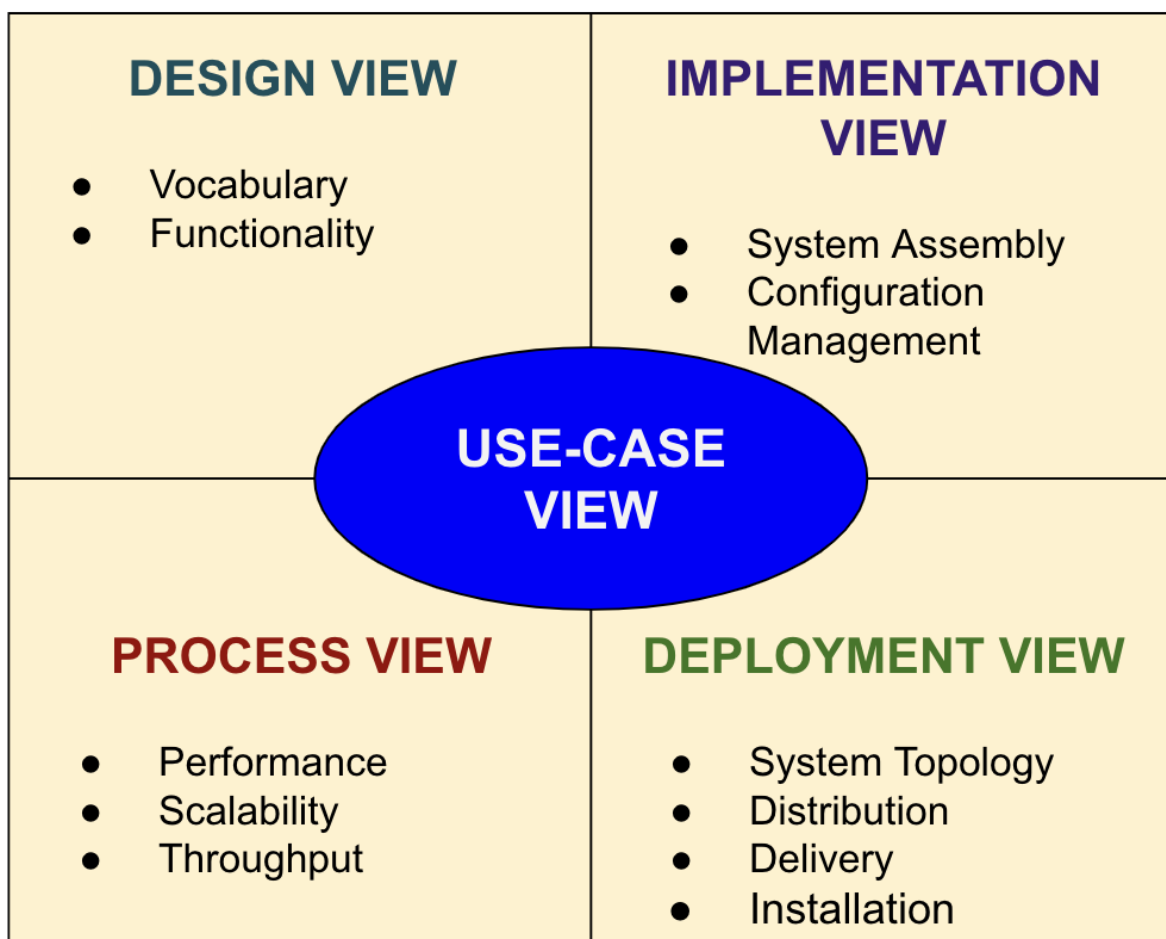 DESIGN VIEW
● Vocabulary
● Functionality
IMPLEMENTATION
VIEW
● System Assembly
● Configuration
Management
USE-CASE
VIEW
PROCESS VIEW
● Performance
● Scalability
● Throughput
DEPLOYMENT VIEW
● System Topology
● Distribution
● Delivery
● Installation